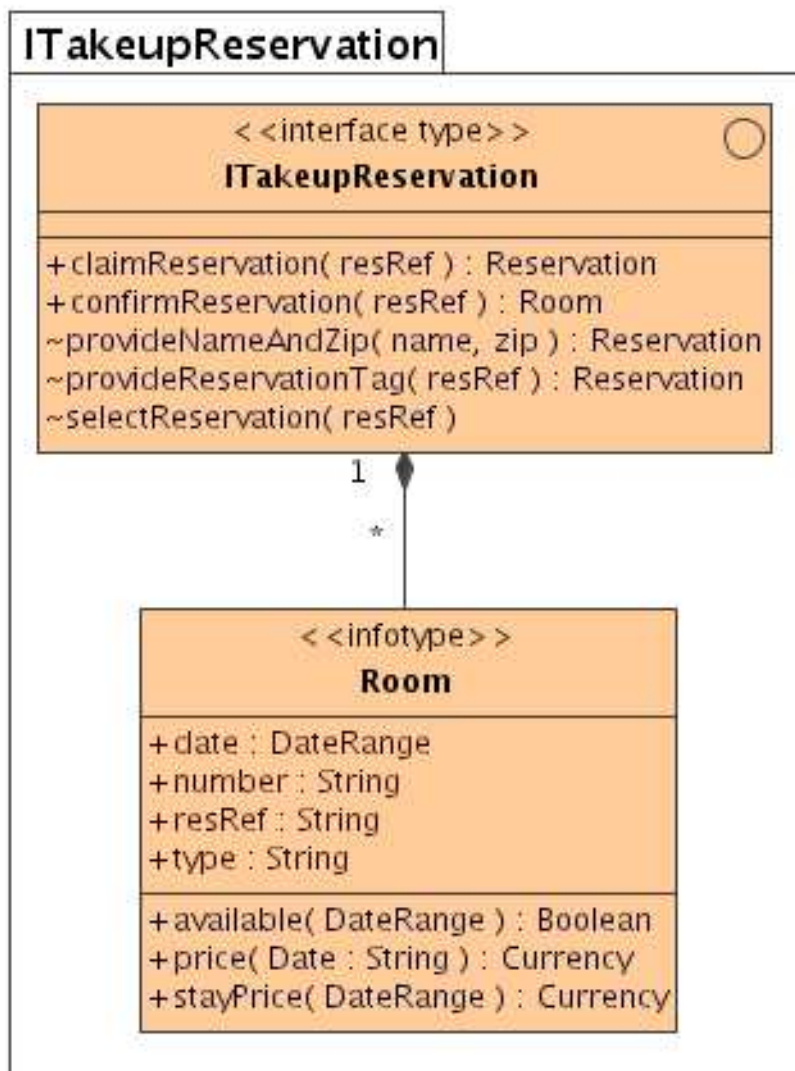 ITakeupReservation
<<interface type>>
ITakeupReservation
+claimReservation( resRef ) : Reservation
+confirmReservation( resRef ) : Room
~provideNameAndZip( name, zip ) : Reservation
~provideReservationTag( resRef ) : Reservation
~selectReservation( resRef )
1
*
<<infotype>>
Room
+date : DateRange
+number : String
+resRef : String
+type : String
+available( DateRange ) : Boolean
+price( Date : String ) : Currency
+stayPrice( DateRange ) : Currency